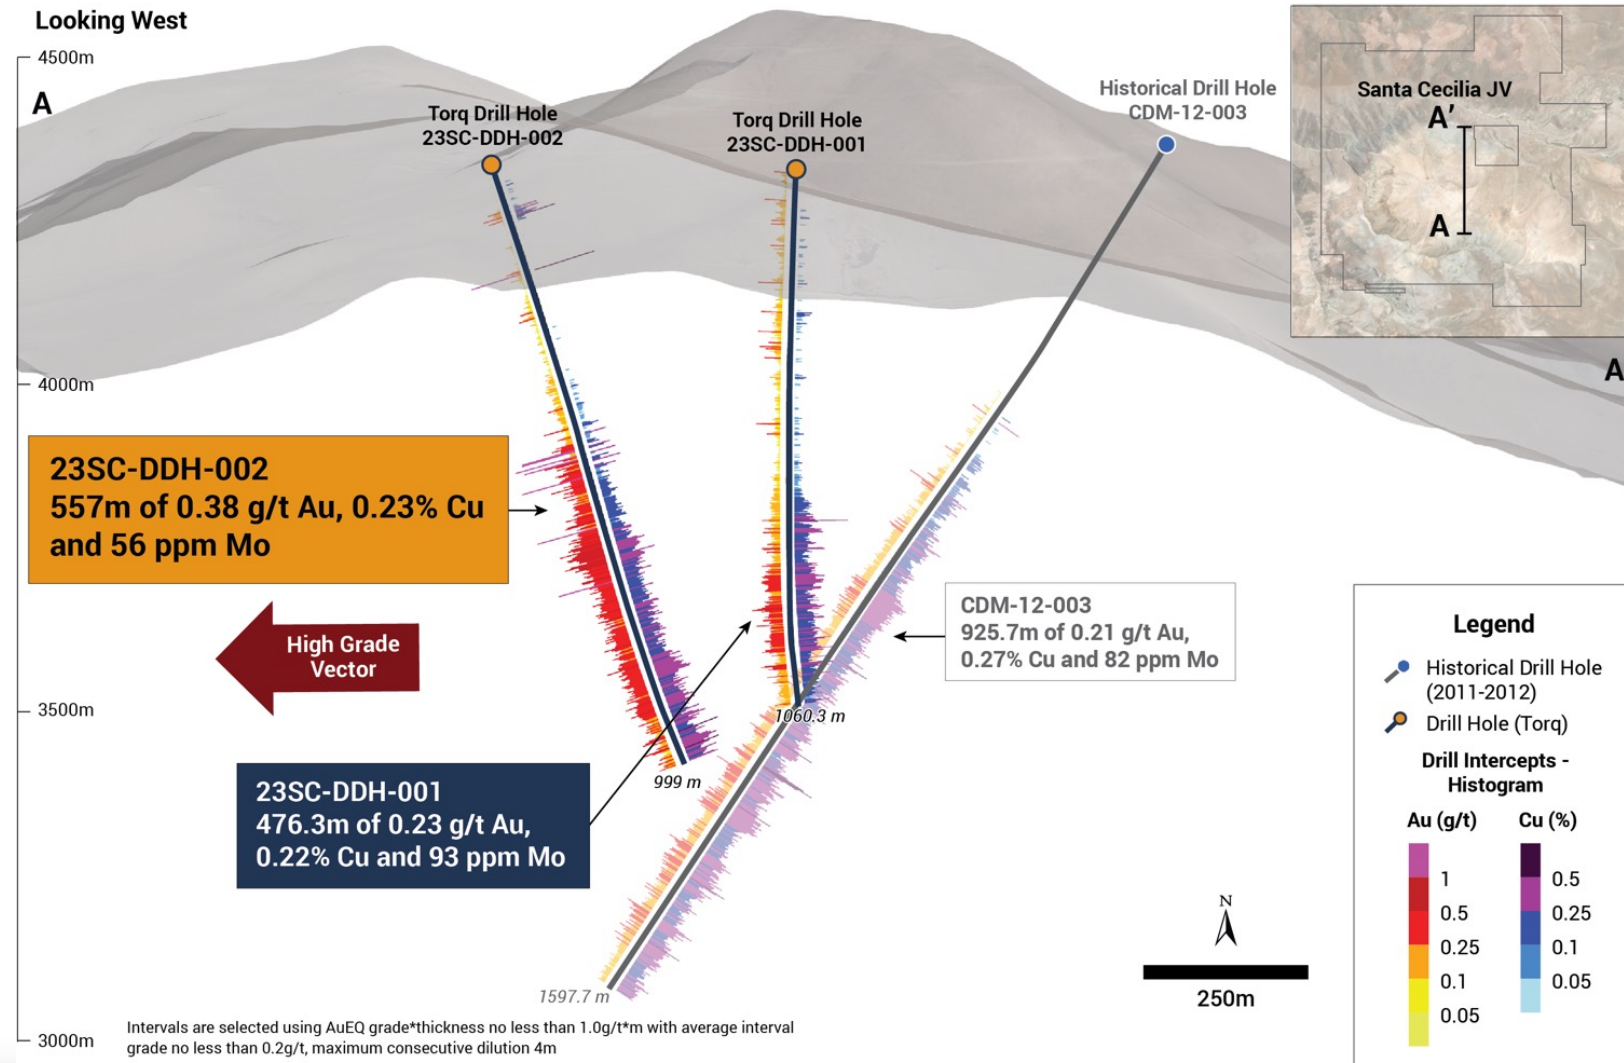 Looking West
4500m
A
Torq Drill Hole
23SC-DDH-002
Torq Drill Hole
23SC-DDH-001
Historical Drill Hole
CDM-12-003
Santa Cecilia JV
A’
A
A
4000m
23SC-DDH-002
557m of 0.38 g/t Au, 0.23% Cu
and 56 ppm Mo
High Grade
Vector
CDM-12-003
925.7m of 0.21 g/t Au,
0.27% Cu and 82 ppm Mo
3500m
1060.3 m
999 m
23SC-DDH-001
476.3m of 0.23 g/t Au,
0.22% Cu and 93 ppm Mo
1597.7 m
3000m
Intervals are selected using AuEQ grade*thickness no less than 1.0g/t*m with average interval
grade no less than 0.2g/t, maximum consecutive dilution 4m
N
250m
Legend
Historical Drill Hole
(2011-2012)
Drill Hole (Torq)
Drill Intercepts -
Histogram
Au (g/t) Cu (%)
1
0.5 0.5
0.25 0.25
0.1 0.1
0.05 0.05